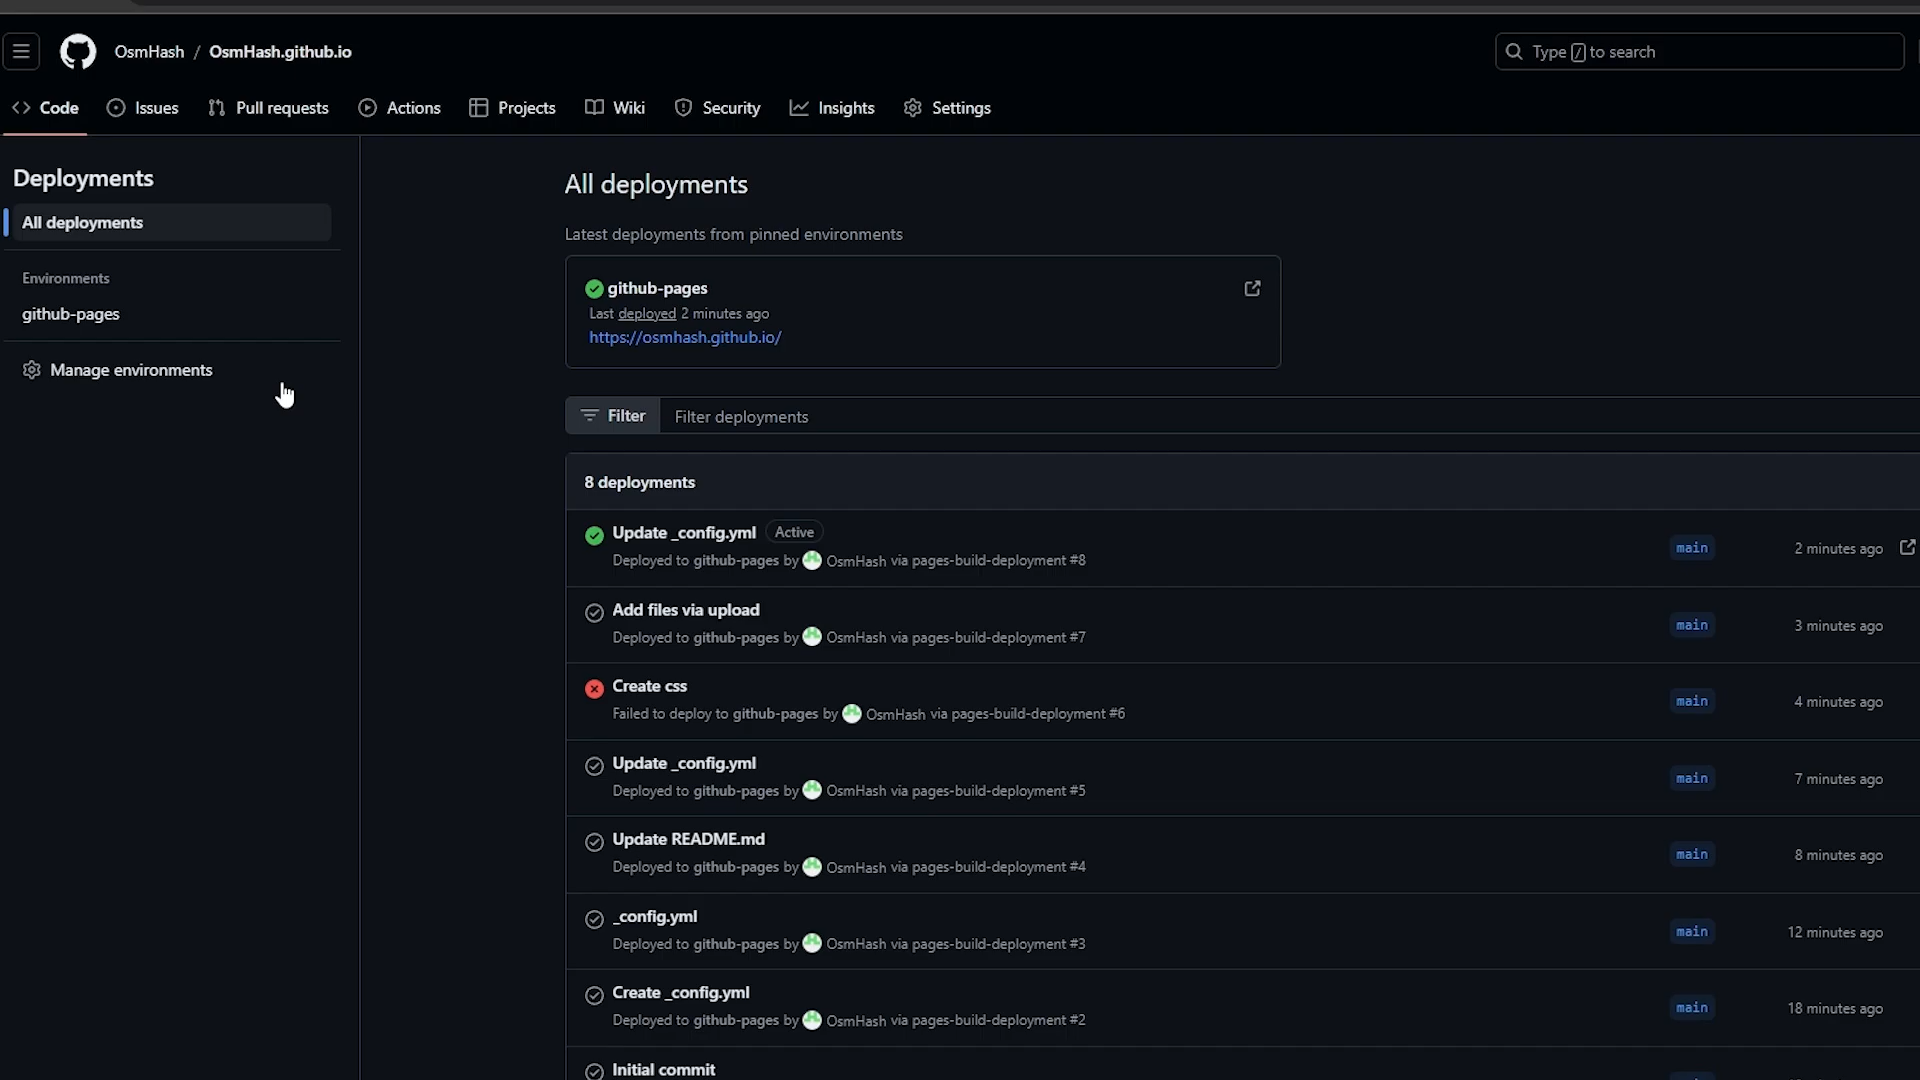 OsmHash / OsmHash.github.io
Type / to search
Code Issues Pull requests Actions Projects Wiki Security Insights Settings
Deployments
All deployments
Environments
github-pages
Manage environments
All deployments
Latest deployments from pinned environments
github-pages
Last deployed 2 minutes ago
https://osmhash.github.io/
Filter Filter deployments
8 deployments
Update _config.yml Active
Deployed to github-pages by OsmHash via pages-build-deployment #8
main 2 minutes ago
Add files via upload
Deployed to github-pages by OsmHash via pages-build-deployment #7
main 3 minutes ago
Create css
Failed to deploy to github-pages by OsmHash via pages-build-deployment #6
main 4 minutes ago
Update _config.yml
Deployed to github-pages by OsmHash via pages-build-deployment #5
main 7 minutes ago
Update README.md
Deployed to github-pages by OsmHash via pages-build-deployment #4
main 8 minutes ago
_config.yml
Deployed to github-pages by OsmHash via pages-build-deployment #3
main 12 minutes ago
Create _config.yml
Deployed to github-pages by OsmHash via pages-build-deployment #2
main 18 minutes ago
Initial commit